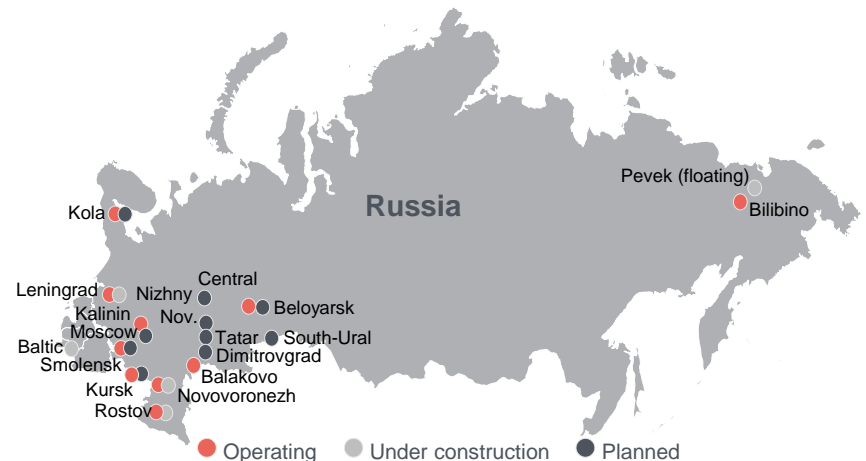 Pevek (floating)
Russia
Kola
Bilibino
Central
Leningrad
Nizhny
Beloyarsk
Kalinin
Nov.
Moscow
Tatar
South-Ural
Baltic
Dimitrovgrad
Smolensk
Balakovo
Kursk
Novovoronezh
Rostov
Operating
Under construction
Planned